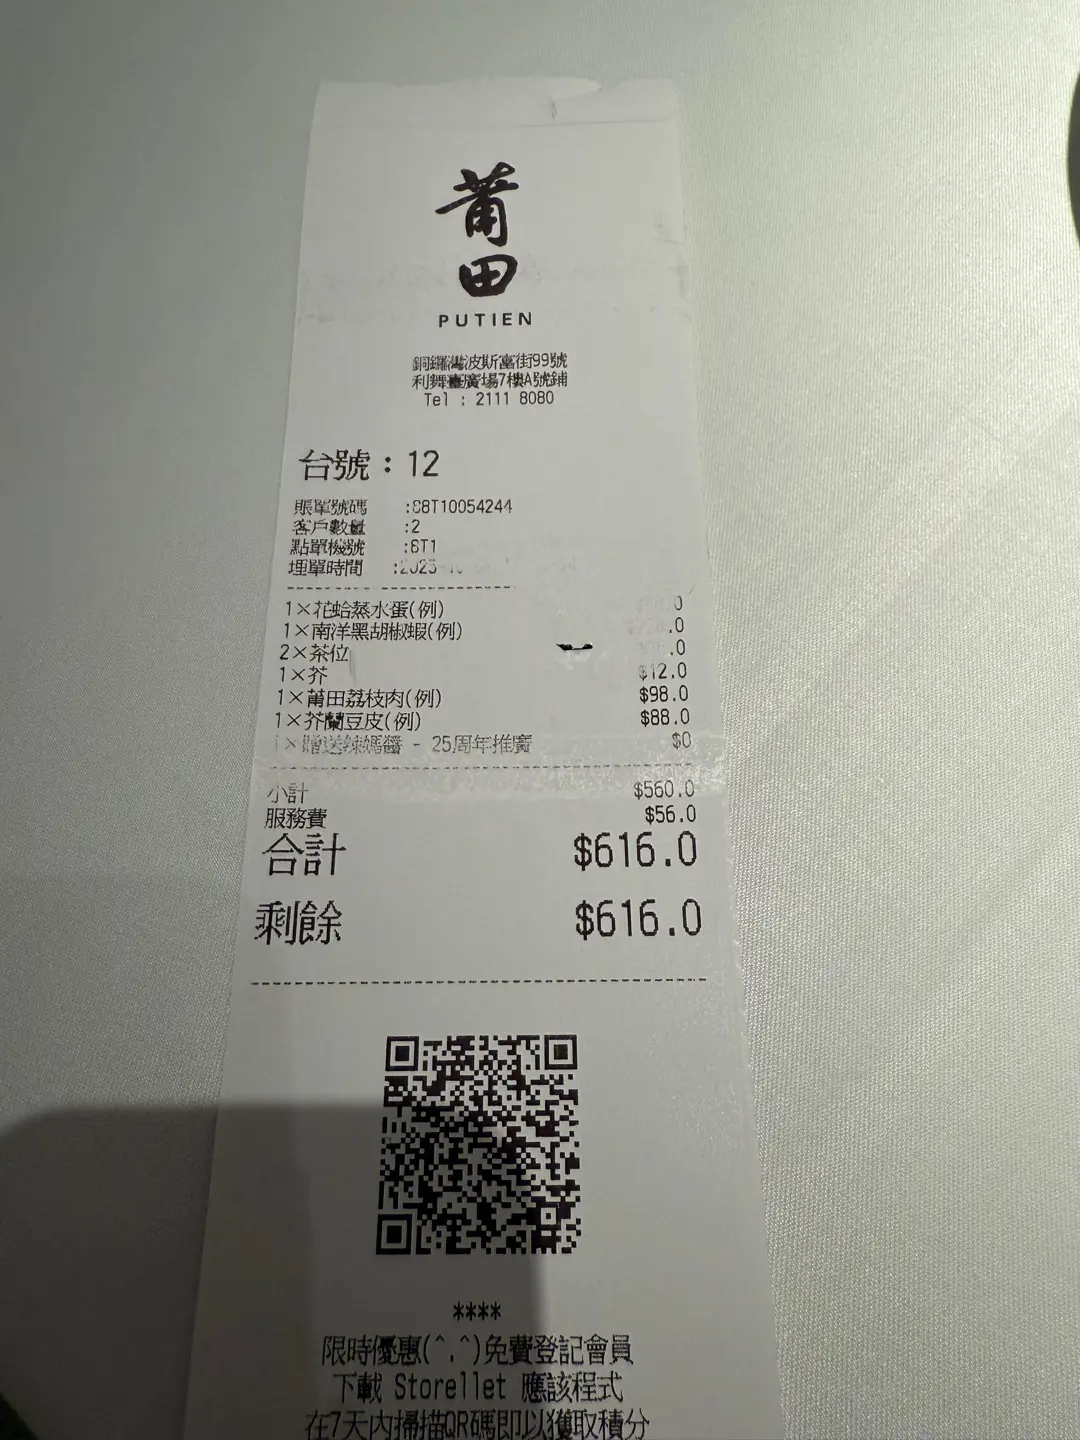 莆
田
PUTIEN
銅鑼灣波斯富街99號
利舞臺廣場7樓A號鋪
Tel : 2111 8080
台號：12
賬單號碼 :S8T10054244
客戶數量 :2
點單機號 :8T1
埋單時間
1×花蛤蒸水蛋(例)
1×南洋黑胡椒蝦(例)
2×茶位
1×芥 $12.0
1×莆田荔枝肉(例) $98.0
1×芥蘭豆皮(例) $88.0
1×贈送辣媽醬 - 25周年推廣 $0
小計 $560.0
服務費 $56.0
合計 $616.0
剩餘 $616.0
****
限時優惠(^.^)免費登記會員
下載 Storellet 應該程式
在7天內掃描QR碼即以獲取積分